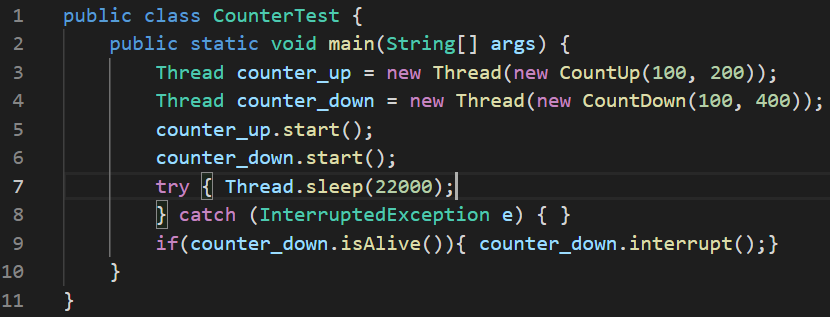 1 public class CounterTest {
2 public static void main(String[] args) {
3 Thread counter_up = new Thread(new CountUp(100, 200));
4 Thread counter_down = new Thread(new CountDown(100, 400));
5 counter_up.start();
6 counter_down.start();
7 try { Thread.sleep(22000);
8 } catch (InterruptedException e) { }
9 if(counter_down.isAlive()){ counter_down.interrupt();}
10 }
11 }